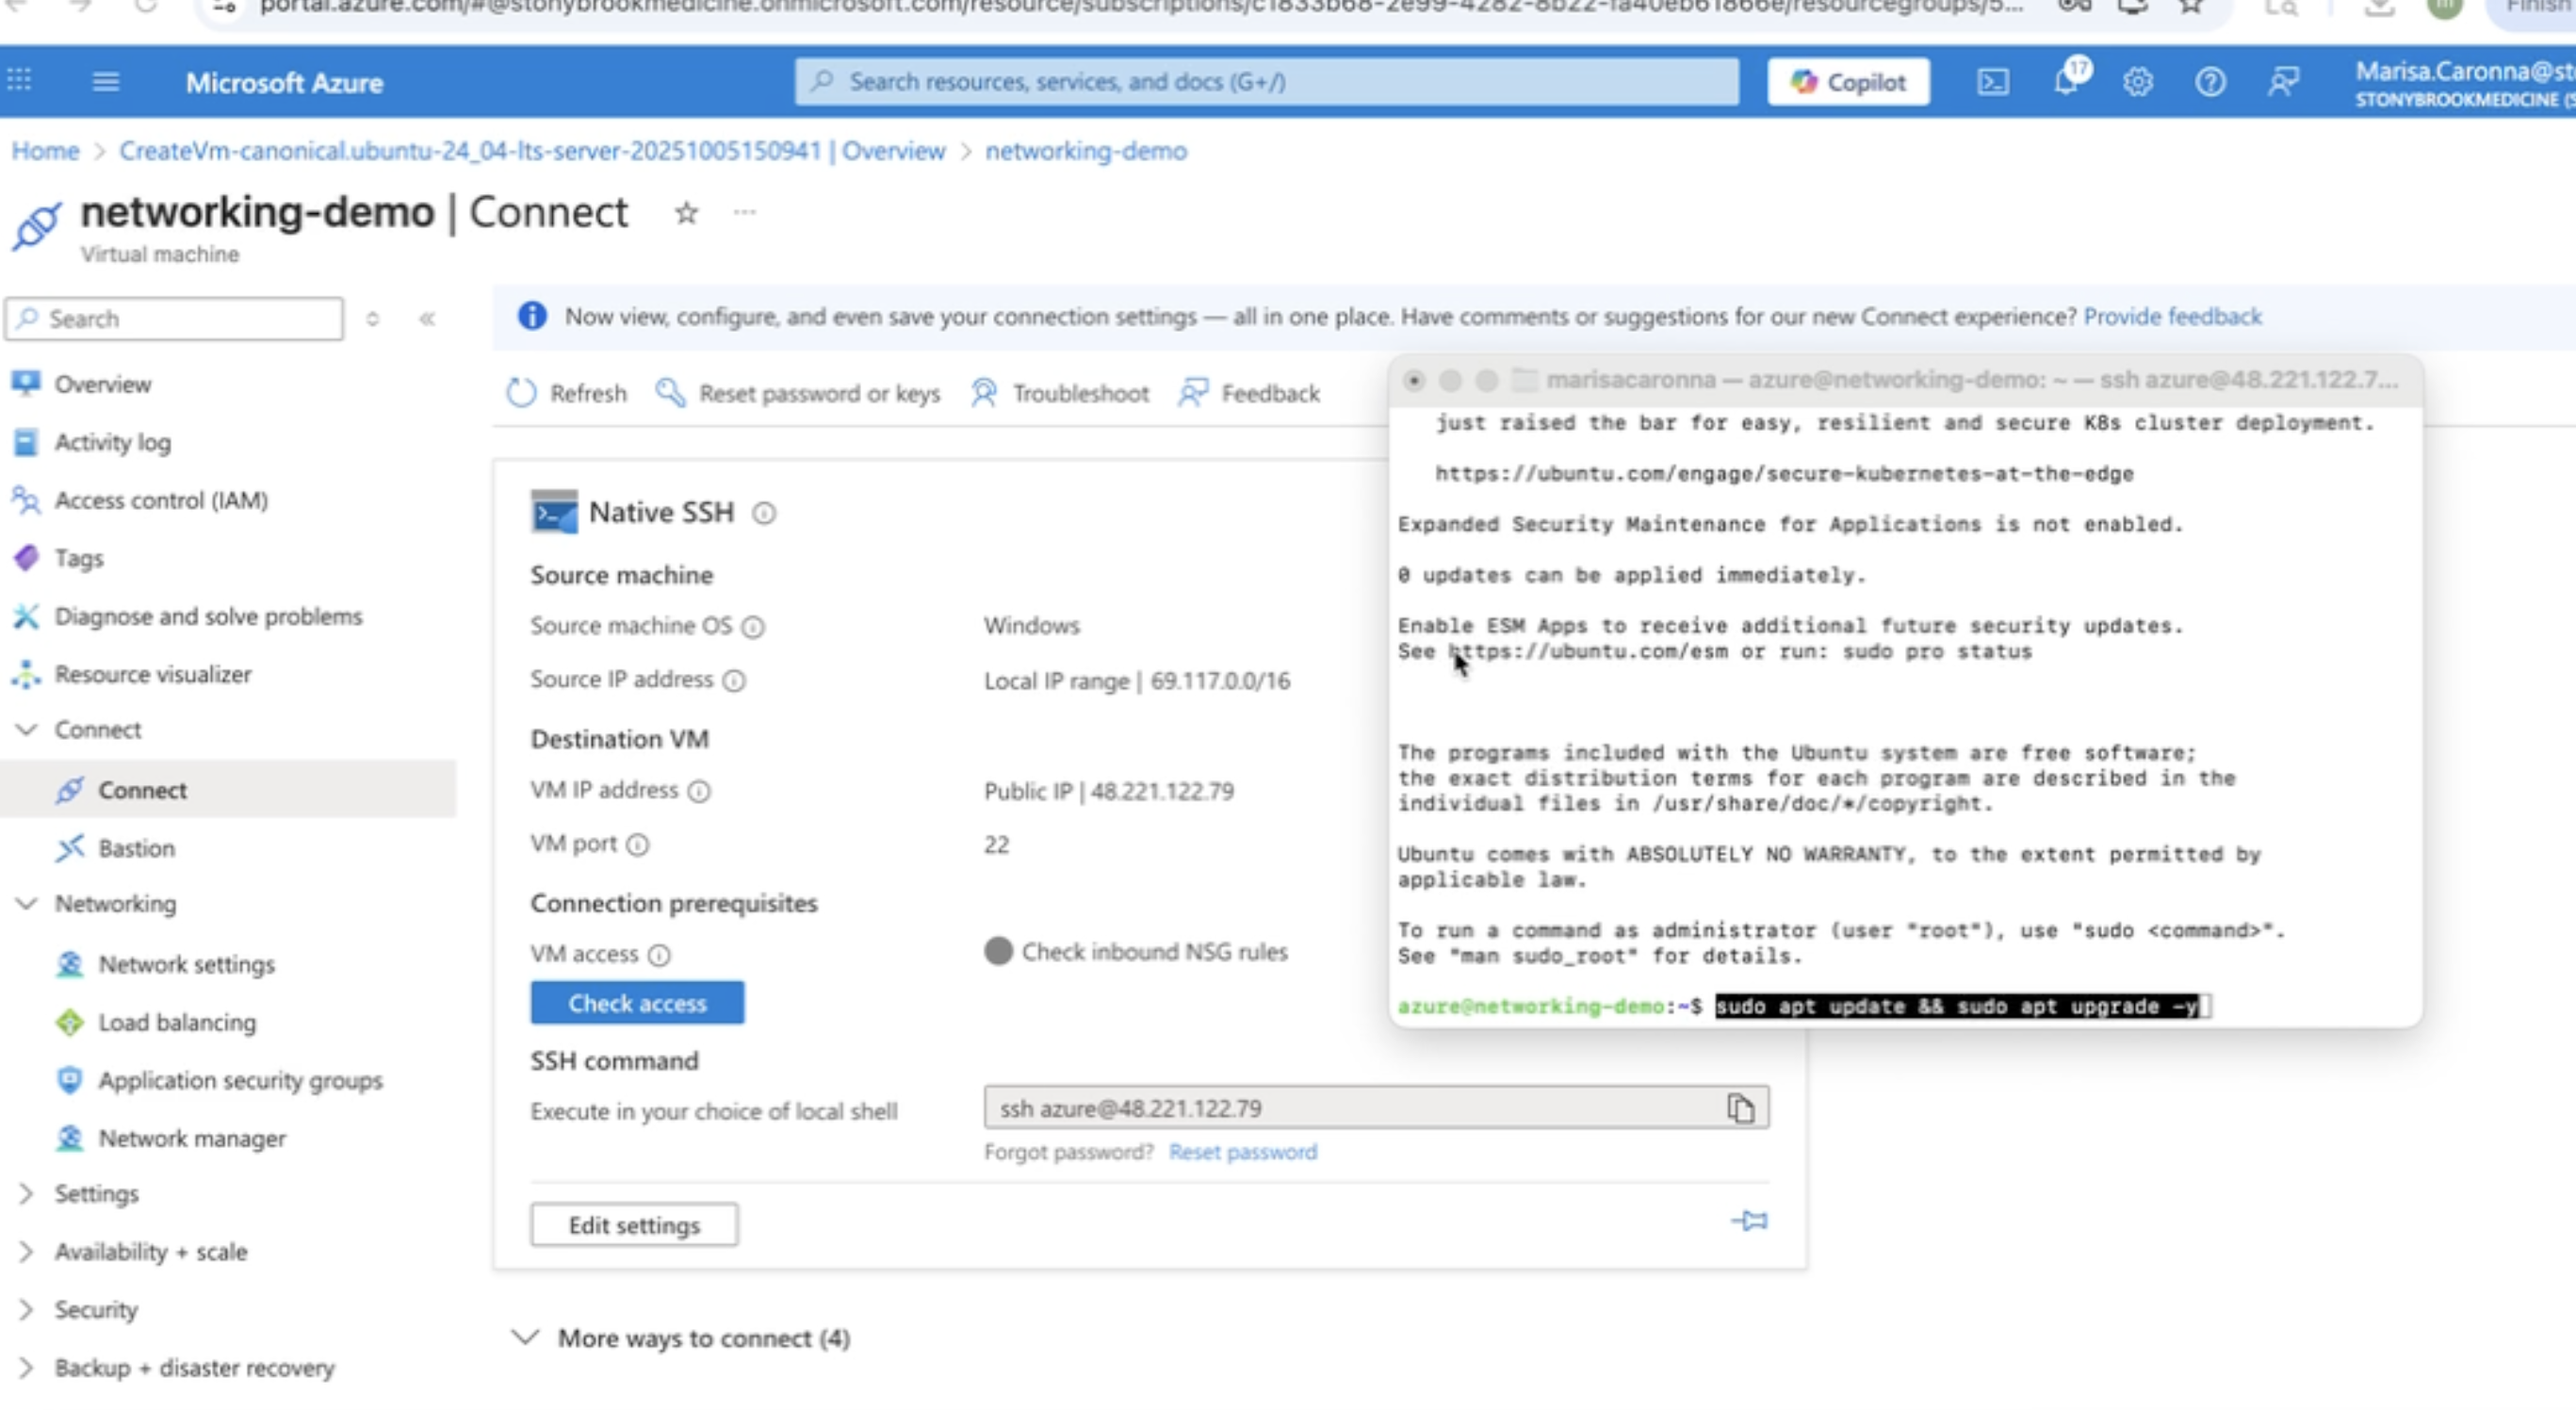 portal.azure.com/#@stonybrookmedicine.onmicrosoft.com/resource/subscriptions/c1833b68-2e99-4282-8b22-fa40eb61866e/resourcegroups/5...
Finish
Microsoft Azure
Search resources, services, and docs (G+/)
Copilot
17
Marisa.Caronna@sto
STONYBROOKMEDICINE (S
Home > CreateVm-canonical.ubuntu-24_04-lts-server-20251005150941 | Overview > networking-demo
networking-demo | Connect
Virtual machine
Search
Overview
Activity log
Access control (IAM)
Tags
Diagnose and solve problems
Resource visualizer
Connect
Connect
Bastion
Networking
Network settings
Load balancing
Application security groups
Network manager
Settings
Availability + scale
Security
Backup + disaster recovery
Now view, configure, and even save your connection settings — all in one place. Have comments or suggestions for our new Connect experience? Provide feedback
Refresh
Reset password or keys
Troubleshoot
Feedback
Native SSH
Source machine
Source machine OS
Windows
Source IP address
Local IP range | 69.117.0.0/16
Destination VM
VM IP address
Public IP | 48.221.122.79
VM port
22
Connection prerequisites
VM access
Check inbound NSG rules
Check access
SSH command
Execute in your choice of local shell
ssh azure@48.221.122.79
Forgot password? Reset password
Edit settings
More ways to connect (4)
marisacaronna — azure@networking-demo: ~ — ssh azure@48.221.122.7...
just raised the bar for easy, resilient and secure K8s cluster deployment.
https://ubuntu.com/engage/secure-kubernetes-at-the-edge
Expanded Security Maintenance for Applications is not enabled.
0 updates can be applied immediately.
Enable ESM Apps to receive additional future security updates.
See https://ubuntu.com/esm or run: sudo pro status
The programs included with the Ubuntu system are free software;
the exact distribution terms for each program are described in the
individual files in /usr/share/doc/*/copyright.
Ubuntu comes with ABSOLUTELY NO WARRANTY, to the extent permitted by
applicable law.
To run a command as administrator (user "root"), use "sudo <command>".
See "man sudo_root" for details.
azure@networking-demo:~$ sudo apt update && sudo apt upgrade -y